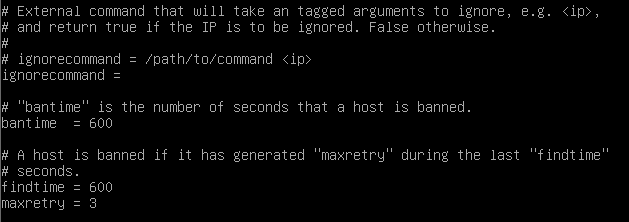 # External command that will take an tagged arguments to ignore, e.g. <ip>,
# and return true if the IP is to be ignored. False otherwise.
#
# ignorecommand = /path/to/command <ip>
ignorecommand =

# "bantime" is the number of seconds that a host is banned.
bantime  = 600

# A host is banned if it has generated "maxretry" during the last "findtime"
# seconds.
findtime = 600
maxretry = 3